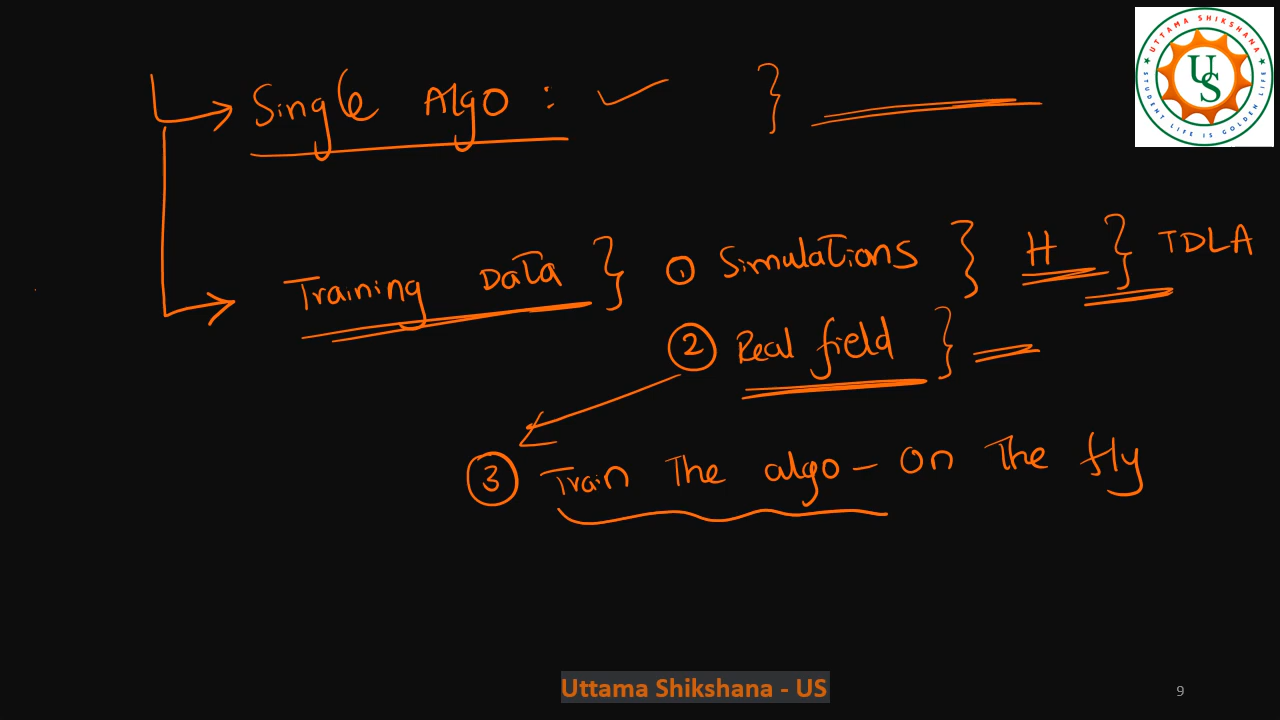 Single Algo : ✓ }
Training Data } ① Simulations } H } TDLA
② Real field }
③ Train The algo – On The fly
Uttama Shikshana - US
9
UTTAMA SHIKSHANA
US
STUDENT LIFE IS GOLDEN LIFE